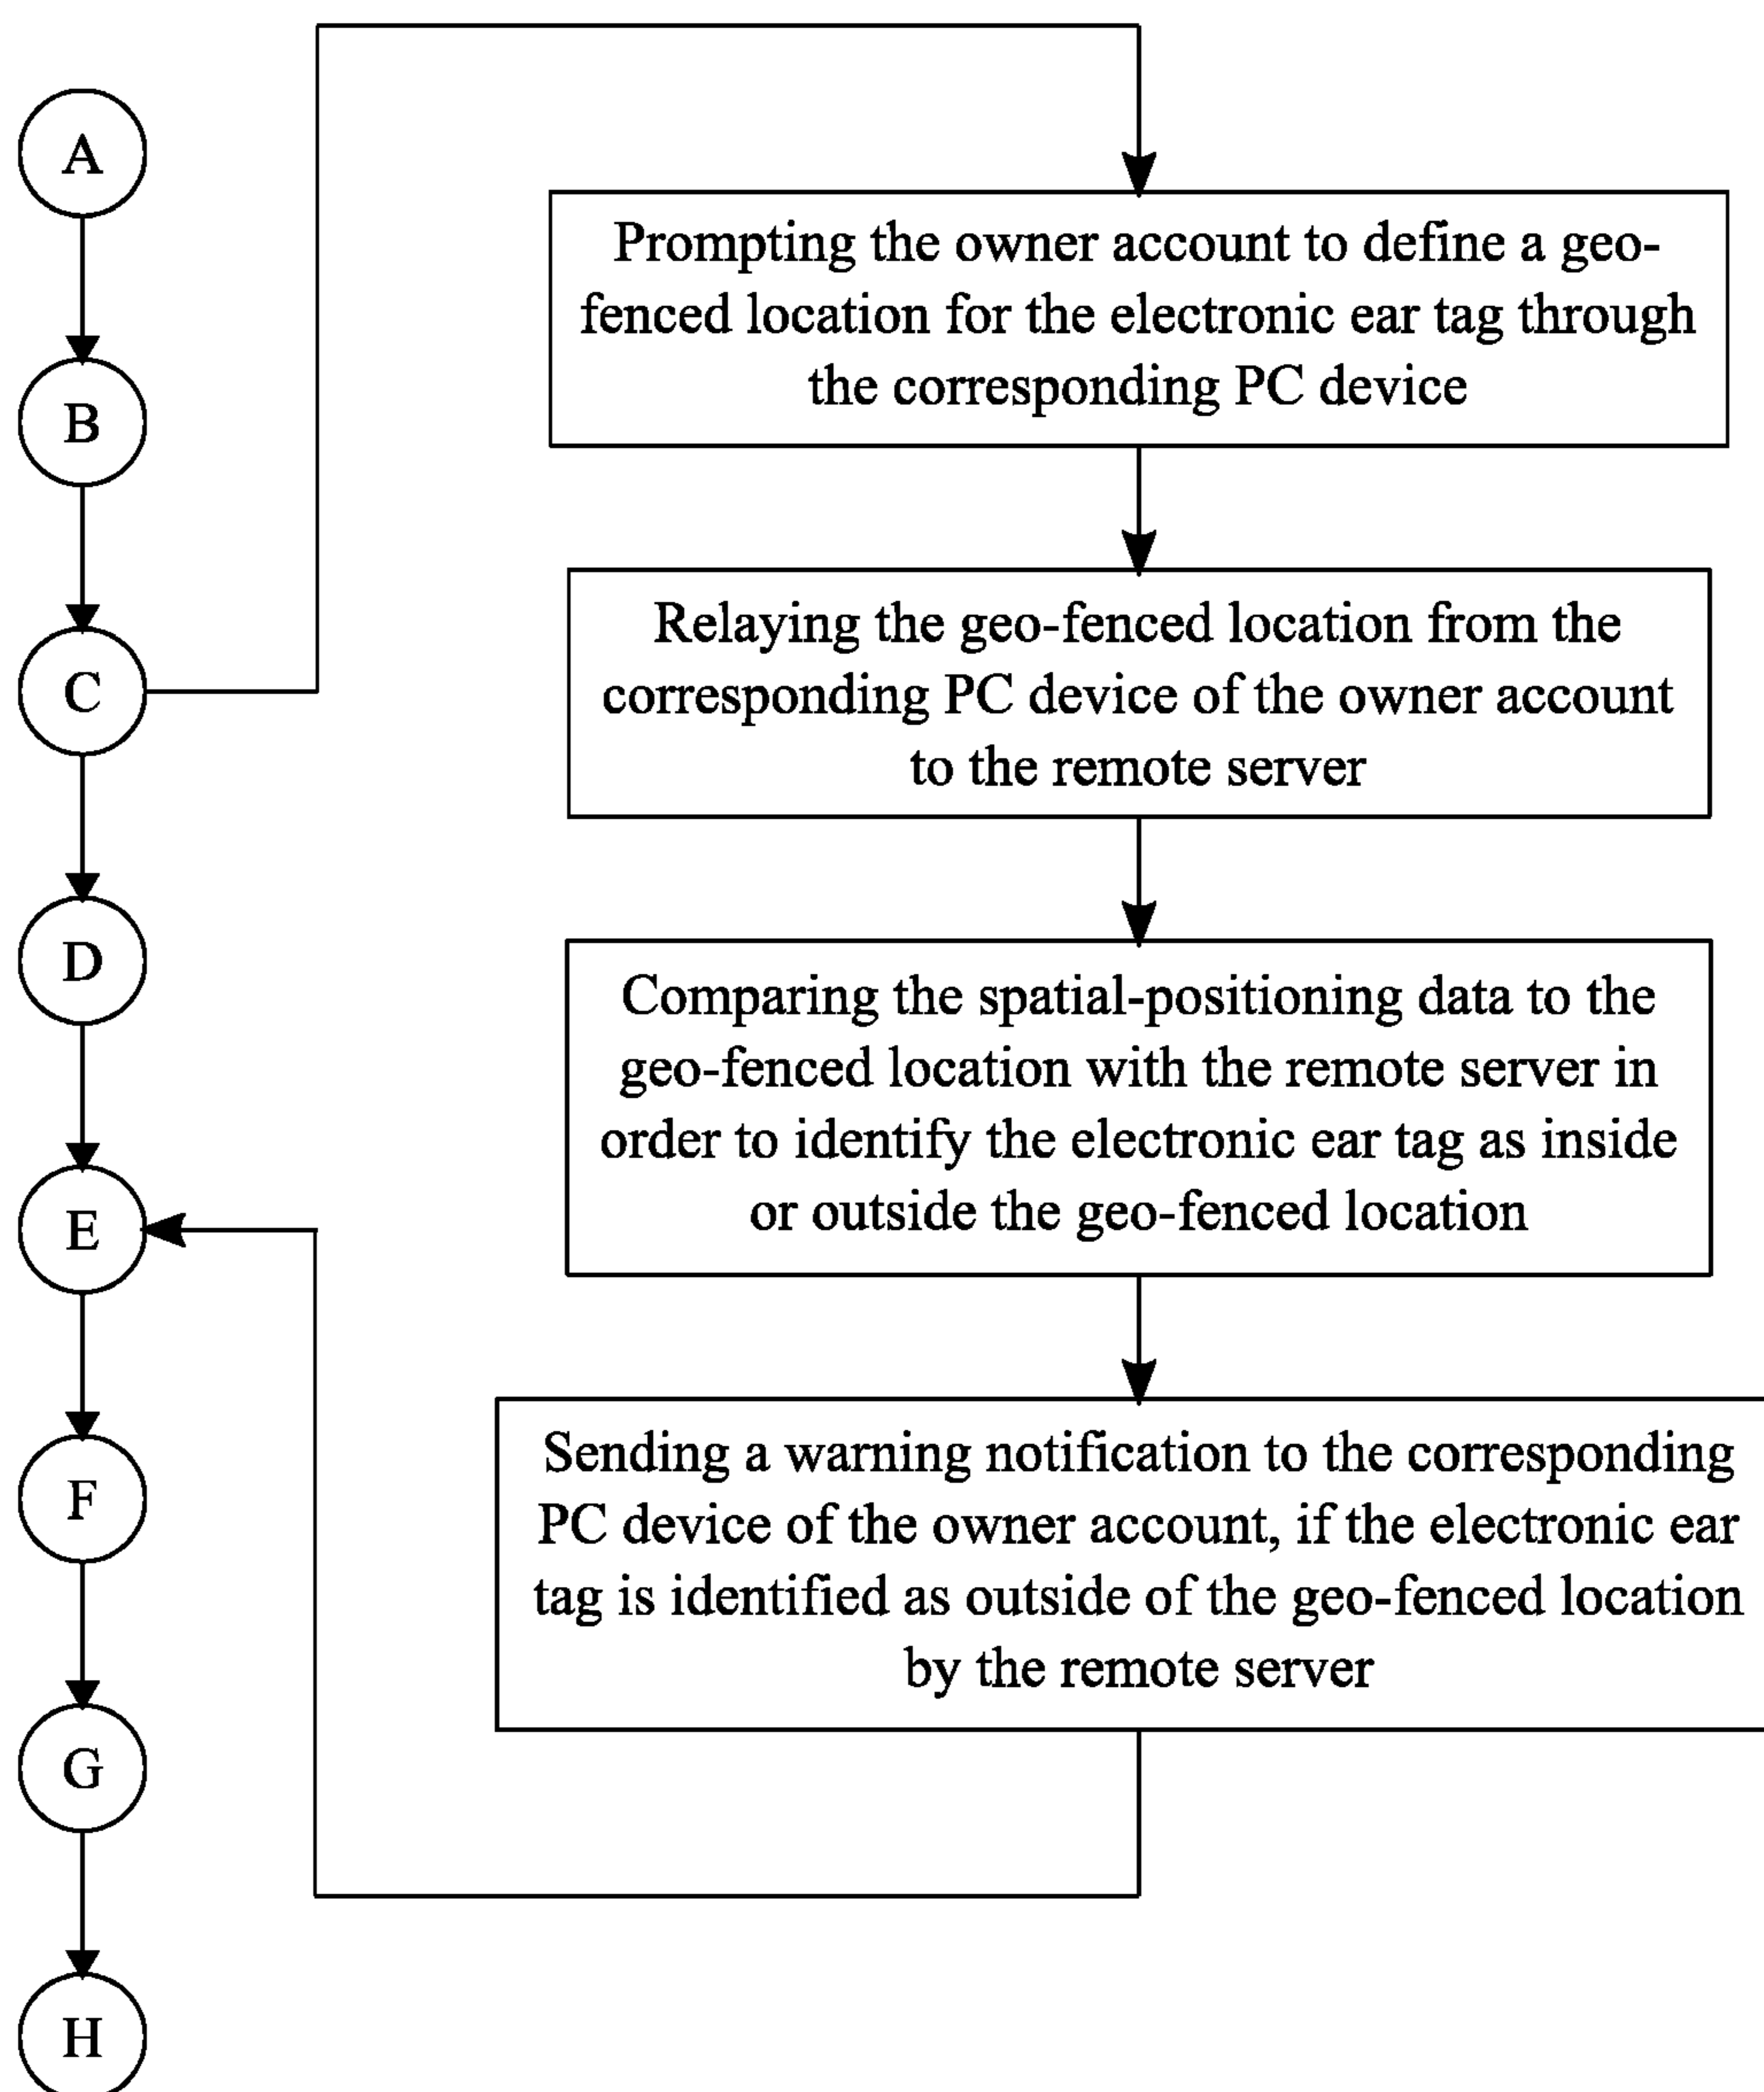 A
B
C
D
E
F
G
H
Prompting the owner account to define a geo-
fenced location for the electronic ear tag through
the corresponding PC device
Relaying the geo-fenced location from the
corresponding PC device of the owner account
to the remote server
Comparing the spatial-positioning data to the
geo-fenced location with the remote server in
order to identify the electronic ear tag as inside
or outside the geo-fenced location
Sending a warning notification to the corresponding
PC device of the owner account, if the electronic ear
tag is identified as outside of the geo-fenced location
by the remote server